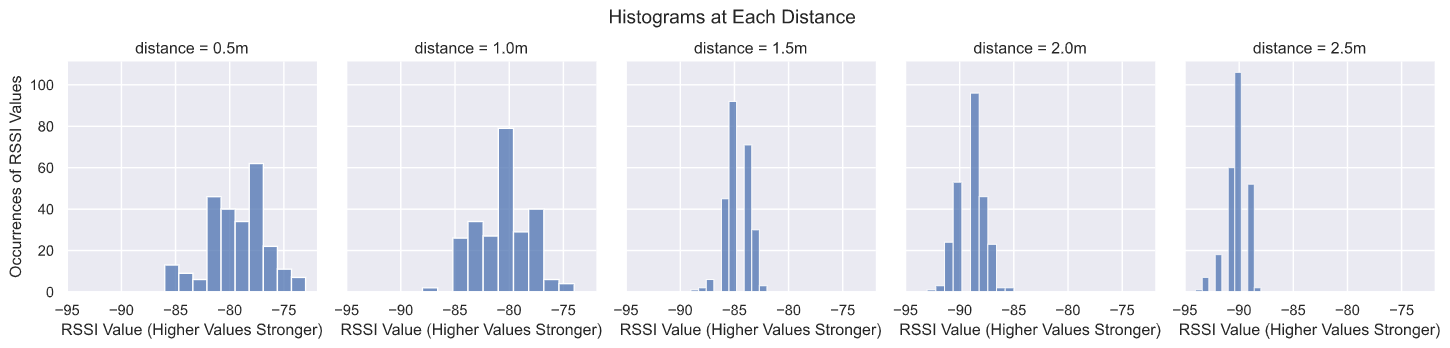 Histograms at Each Distance
distance = 0.5m distance = 1.0m distance = 1.5m distance = 2.0m distance = 2.5m
Occurrences of RSSI Values
100
80
60
40
20
0
−95 −90 −85 −80 −75 −95 −90 −85 −80 −75 −95 −90 −85 −80 −75 −95 −90 −85 −80 −75 −95 −90 −85 −80 −75
RSSI Value (Higher Values Stronger) RSSI Value (Higher Values Stronger) RSSI Value (Higher Values Stronger) RSSI Value (Higher Values Stronger) RSSI Value (Higher Values Stronger)